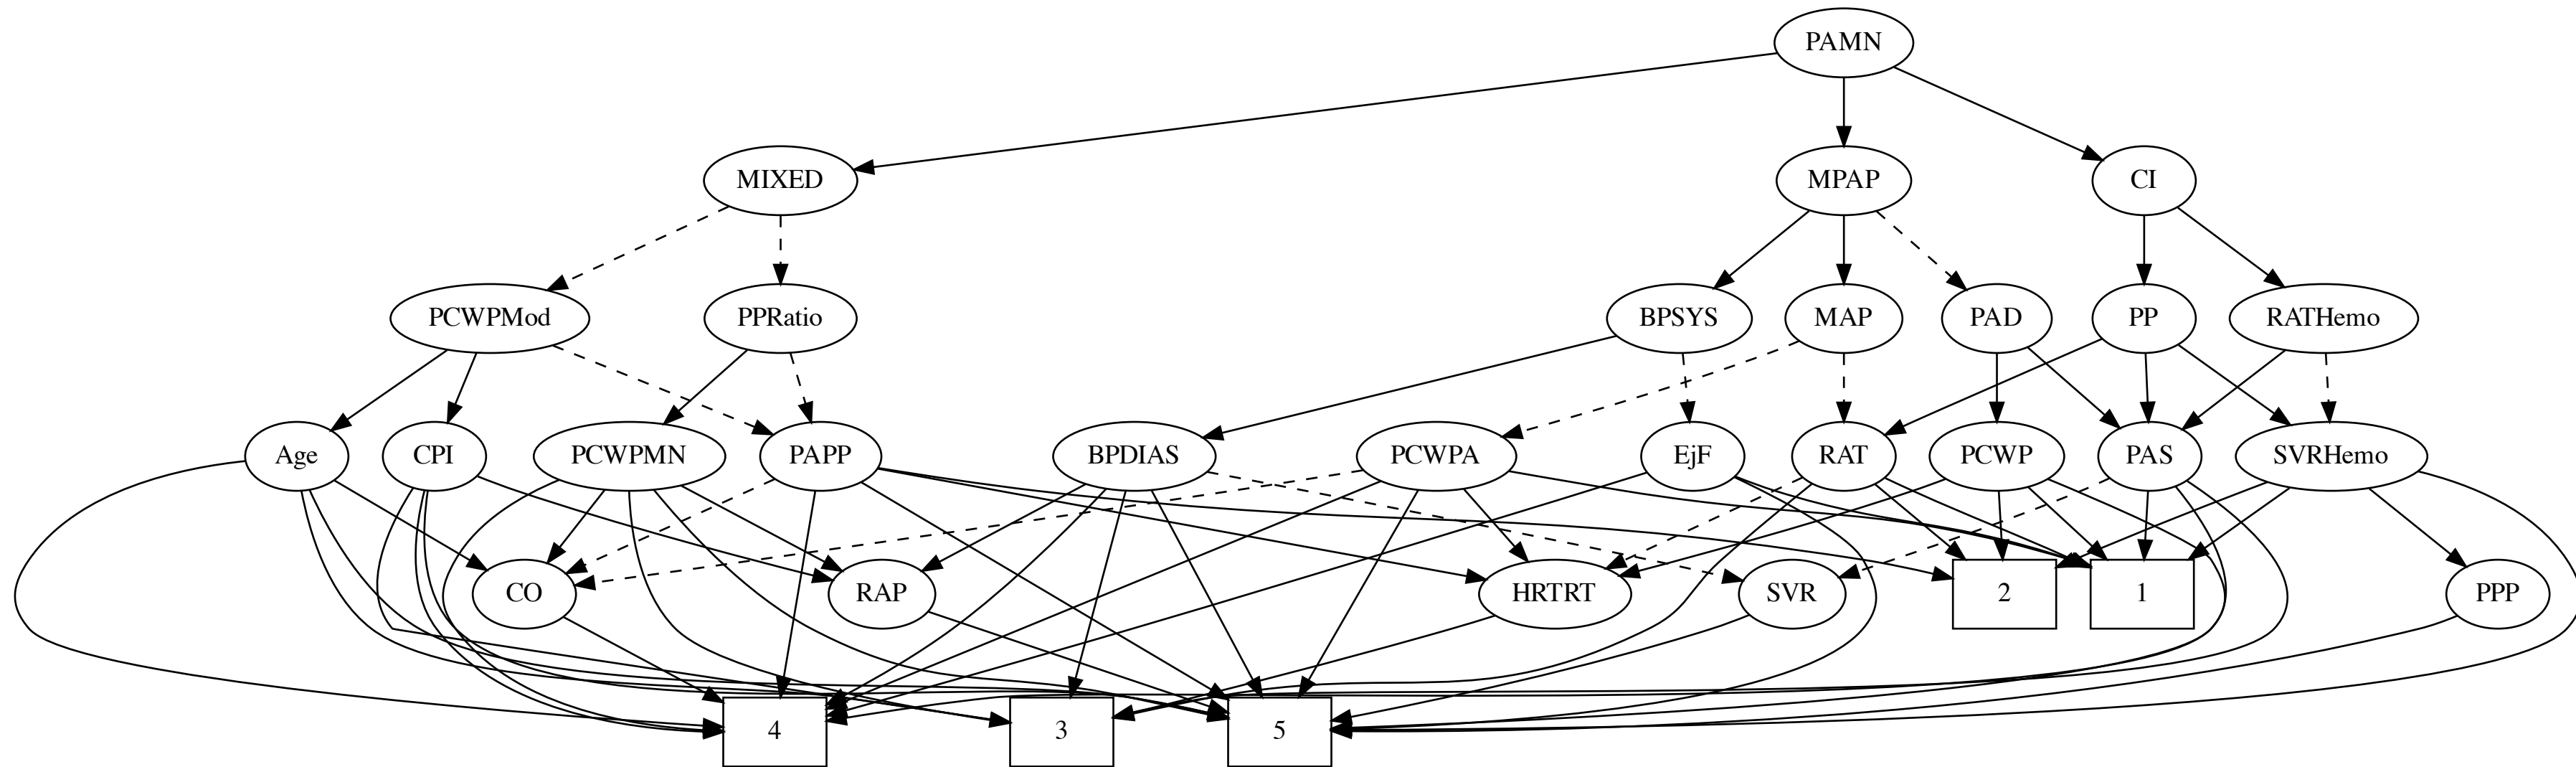 PAMN
MIXED MPAP CI
PCWPMod PPRatio BPSYS MAP PAD PP RATHemo
Age CPI PCWPMN PAPP BPDIAS PCWPA EjF RAT PCWP PAS SVRHemo
CO RAP HRTRT SVR 2 1 PPP
4 3 5